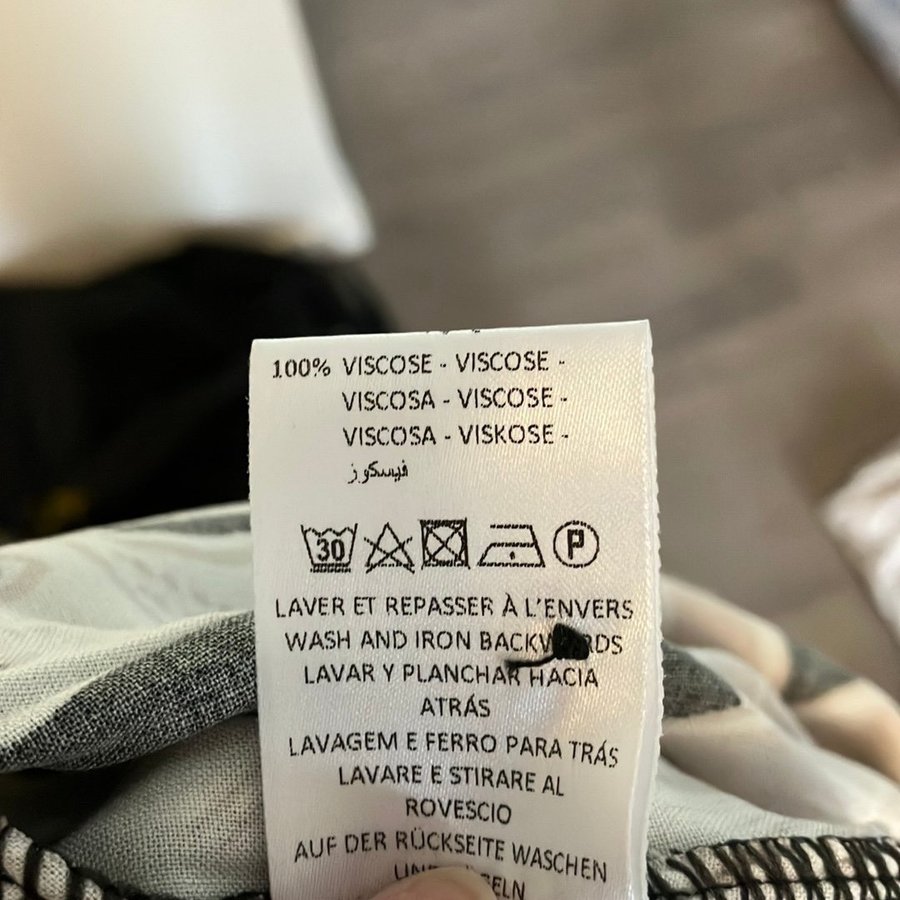 100% VISCOSE - VISCOSE -
VISCOSA - VISCOSE -
VISCOSA - VISKOSE -
فيسكوز
30
P
LAVER ET REPASSER À L'ENVERS
WASH AND IRON BACKWARDS
LAVAR Y PLANCHAR HACIA
ATRÁS
LAVAGEM E FERRO PARA TRÁS
LAVARE E STIRARE AL
ROVESCIO
AUF DER RÜCKSEITE WASCHEN